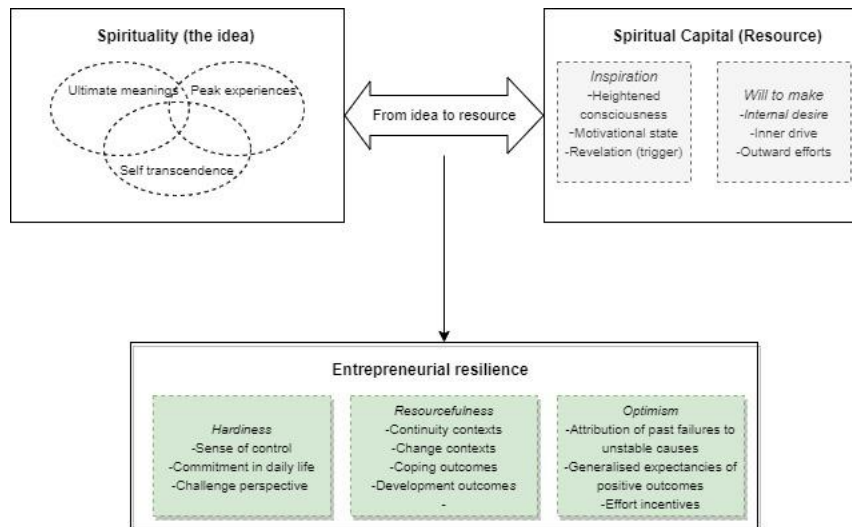 Spirituality (the idea)
Ultimate meanings
Peak experiences
Self transcendence
From idea to resource
Spiritual Capital (Resource)
Inspiration
-Heightened
consciousness
-Motivational state
-Revelation (trigger)
Will to make
-Internal desire
-Inner drive
-Outward efforts
Entrepreneurial resilience
Hardiness
-Sense of control
-Commitment in daily life
-Challenge perspective
Resourcefulness
-Continuity contexts
-Change contexts
-Coping outcomes
-Development outcomes
-
Optimism
-Attribution of past failures to
unstable causes
-Generalised expectancies of
positive outcomes
-Effort incentives